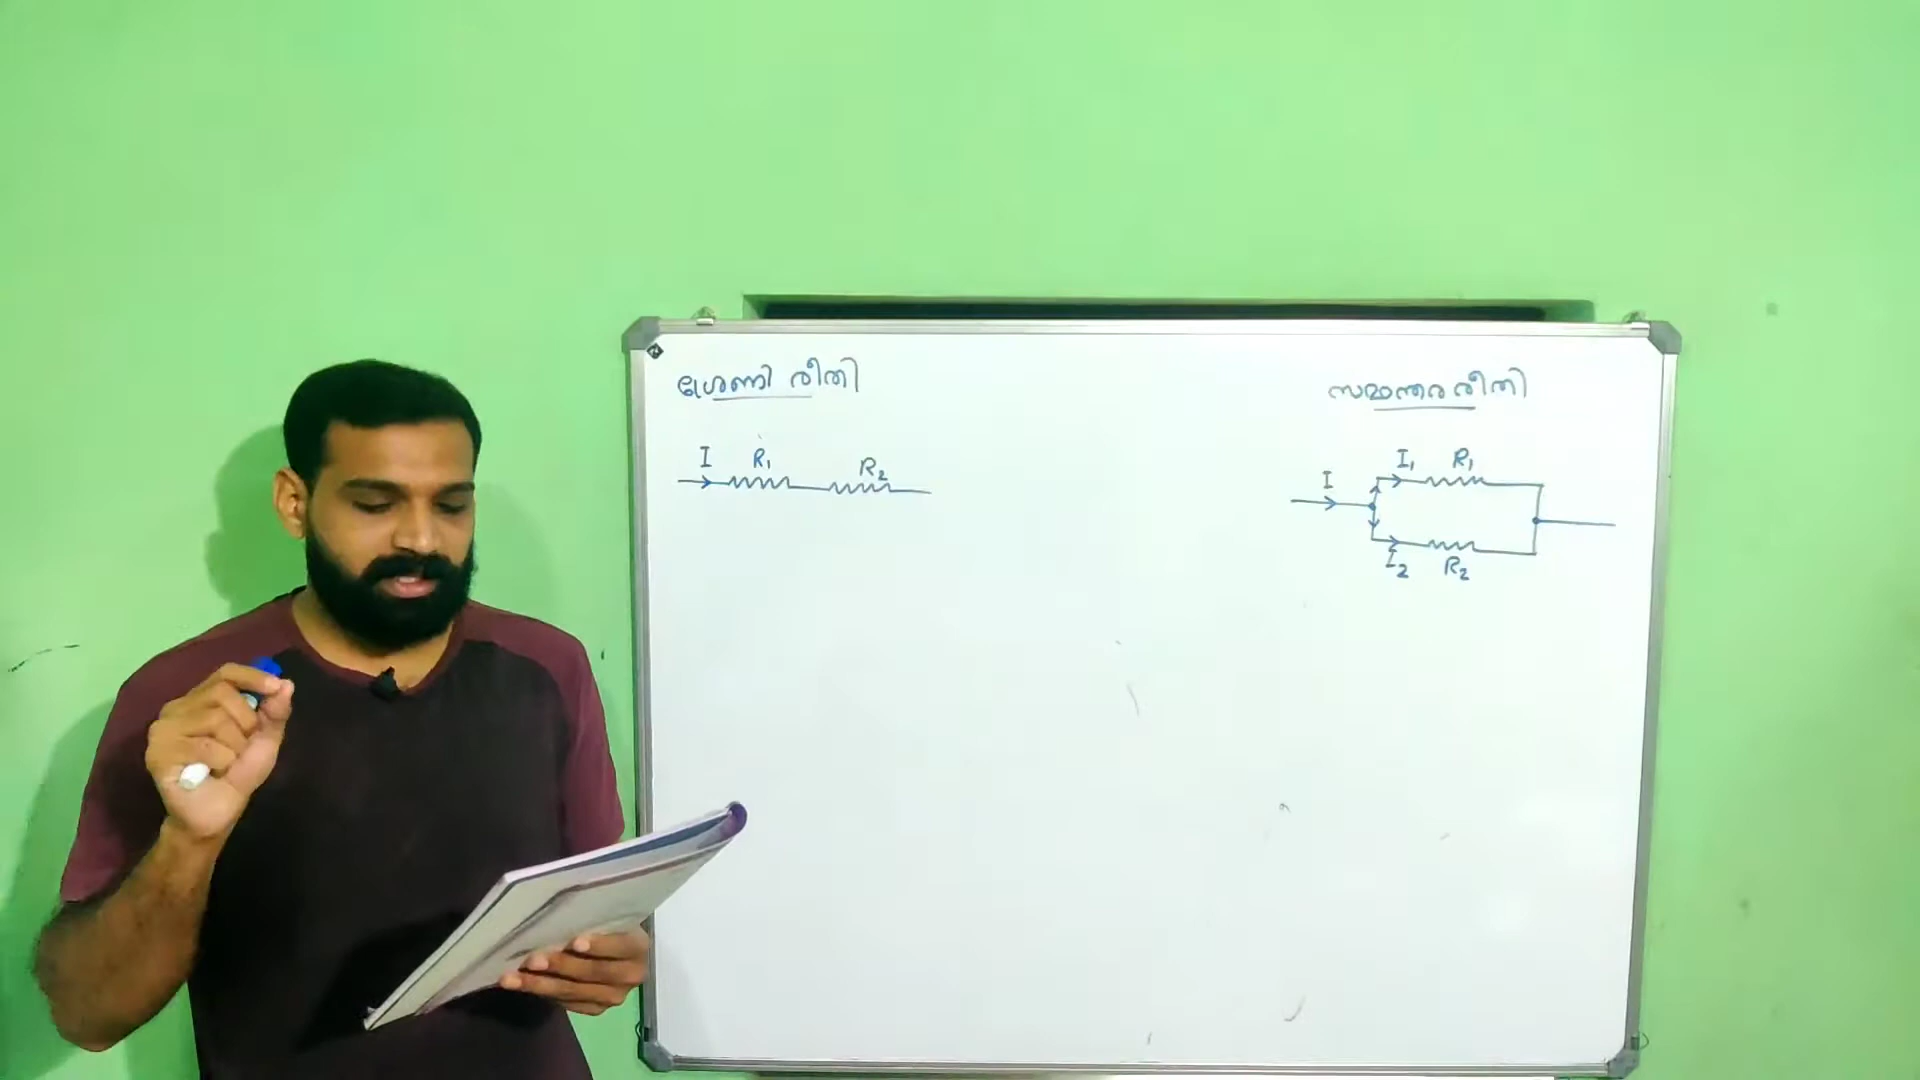 ശ്രേണി രീതി
സമാന്തര രീതി
I R₁ R₂
I I₁ R₁
I₂ R₂